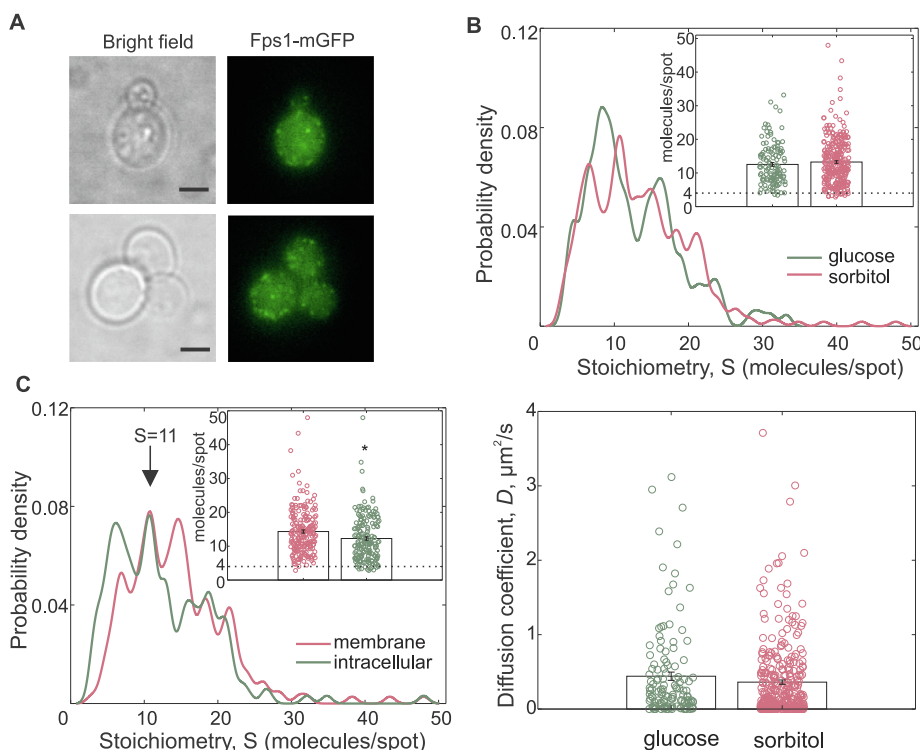 A
Bright field
Fps1-mGFP
B
0.12
0.08
0.04
0
10
20
30
40
50
Probability density
Stoichiometry, S (molecules/spot)
50
40
30
20
10
4
0
molecules/spot
glucose
sorbitol
C
0.12
0.08
0.04
0
10
20
30
40
50
Probability density
Stoichiometry, S (molecules/spot)
S=11
50
40
30
20
10
4
0
molecules/spot
*
membrane
intracellular
4
3
2
1
0
Diffusion coefficient, D, µm²/s
glucose
sorbitol